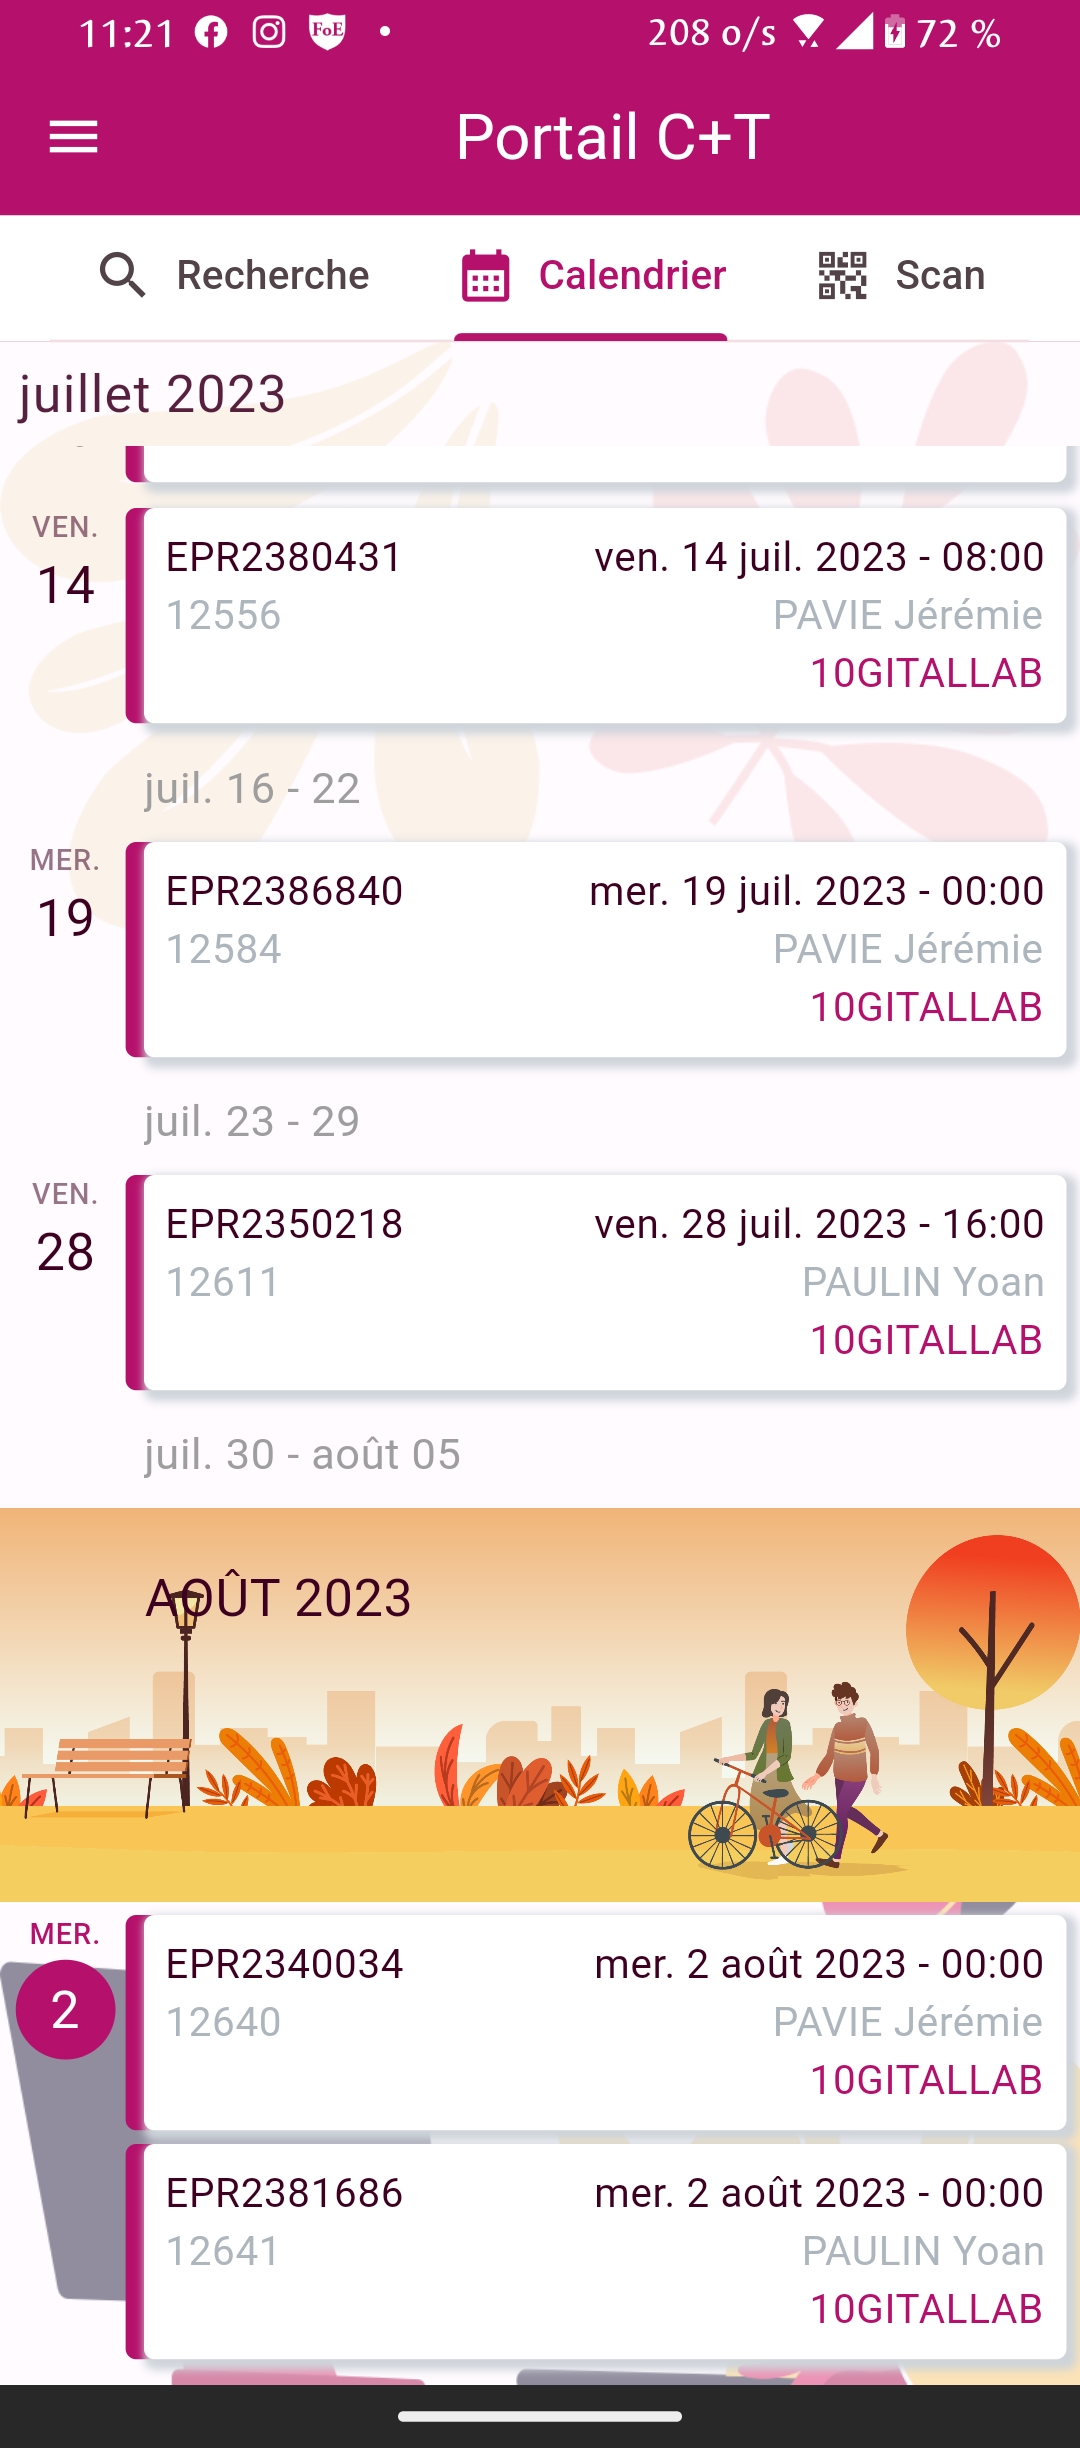 11:21 FoE 208 o/s 72 %
Portail C+T
Recherche Calendrier Scan
juillet 2023
VEN.
14
EPR2380431 ven. 14 juil. 2023 - 08:00
12556 PAVIE Jérémie
10GITALLAB
juil. 16 - 22
MER.
19
EPR2386840 mer. 19 juil. 2023 - 00:00
12584 PAVIE Jérémie
10GITALLAB
juil. 23 - 29
VEN.
28
EPR2350218 ven. 28 juil. 2023 - 16:00
12611 PAULIN Yoan
10GITALLAB
juil. 30 - août 05
AOÛT 2023
MER.
2
EPR2340034 mer. 2 août 2023 - 00:00
12640 PAVIE Jérémie
10GITALLAB
EPR2381686 mer. 2 août 2023 - 00:00
12641 PAULIN Yoan
10GITALLAB